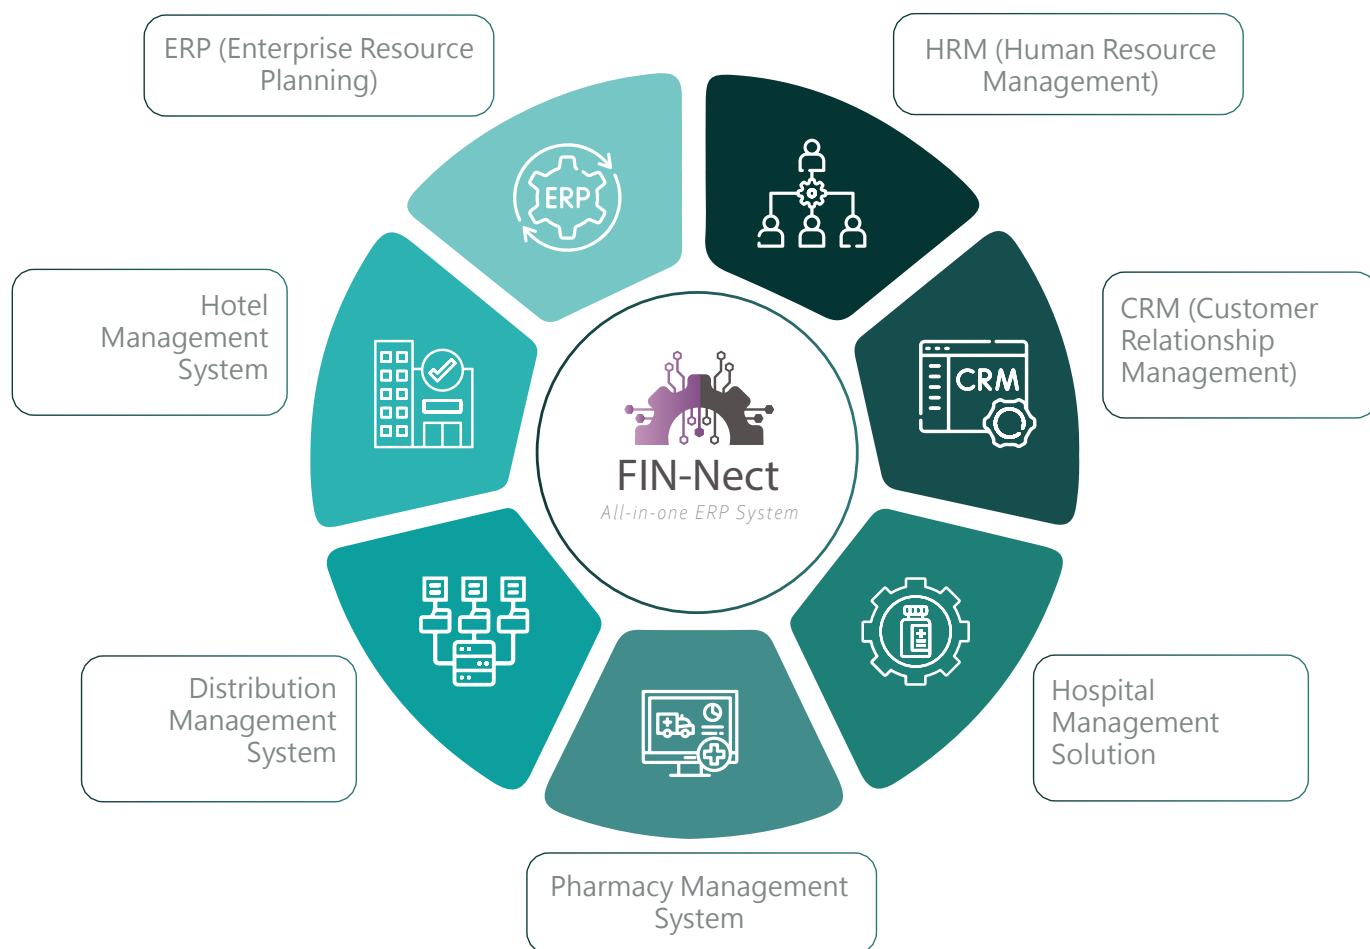 ERP (Enterprise Resource
Planning)
HRM (Human Resource
Management)
ERP
Hotel
Management
System
CRM (Customer
Relationship
Management)
CRM
FIN-Nect
All-in-one ERP System
Distribution
Management
System
Hospital
Management
Solution
Pharmacy Management
System